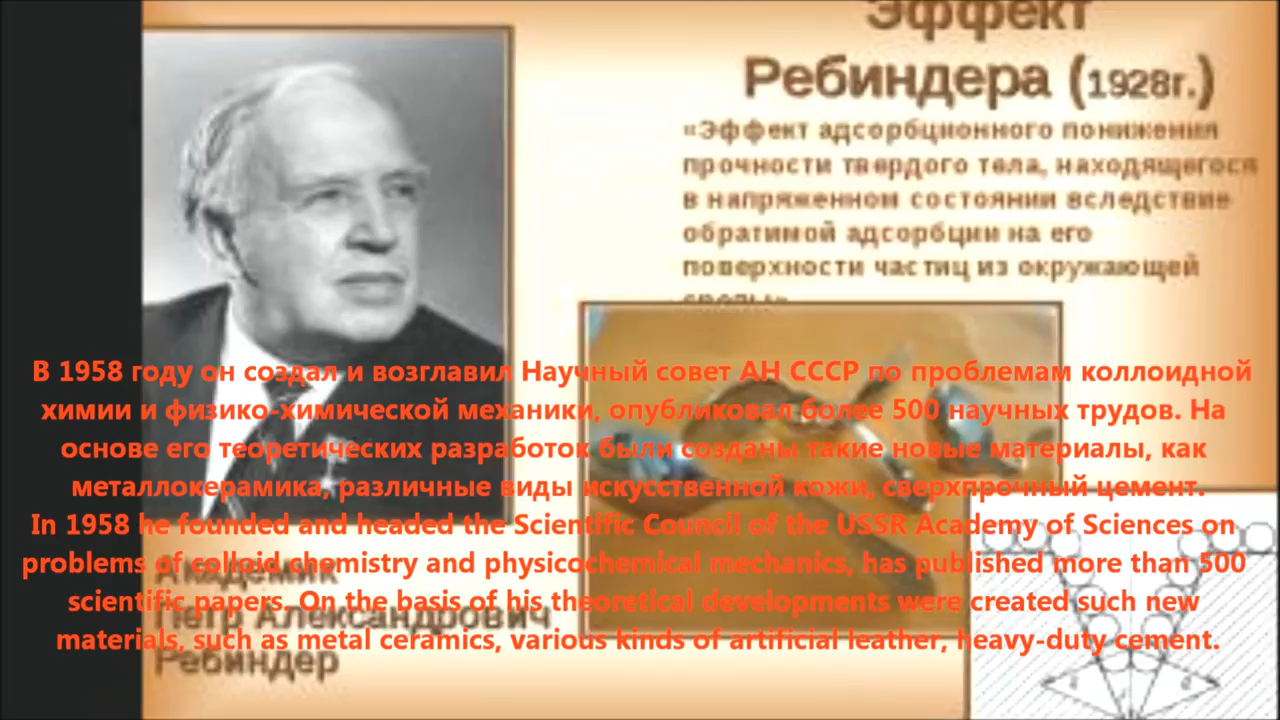 Эффект
Ребиндера (1928г.)
«Эффект адсорбционного понижения
прочности твердого тела, находящегося
в напряженном состоянии вследствие
обратимой адсорбции на его
поверхности частиц из окружающей
среды»
В 1958 году он создал и возглавил Научный совет АН СССР по проблемам коллоидной
химии и физико-химической механики, опубликовал более 500 научных трудов. На
основе его теоретических разработок были созданы такие новые материалы, как
металлокерамика, различные виды искусственной кожи, сверхпрочный цемент.
In 1958 he founded and headed the Scientific Council of the USSR Academy of Sciences on
problems of colloid chemistry and physicochemical mechanics, has published more than 500
scientific papers. On the basis of his theoretical developments were created such new
materials, such as metal ceramics, various kinds of artificial leather, heavy-duty cement.
Академик
Петр Александрович
Ребиндер